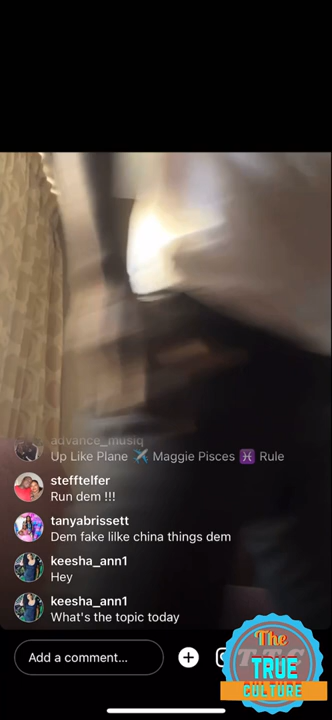 advance_musiq
Up Like Plane ✈️ Maggie Pisces ♓ Rule
stefftelfer
Run dem !!!
tanyabrissett
Dem fake lilke china things dem
keesha_ann1
Hey
keesha_ann1
What's the topic today
Add a comment...
The
TRUE
CULTURE